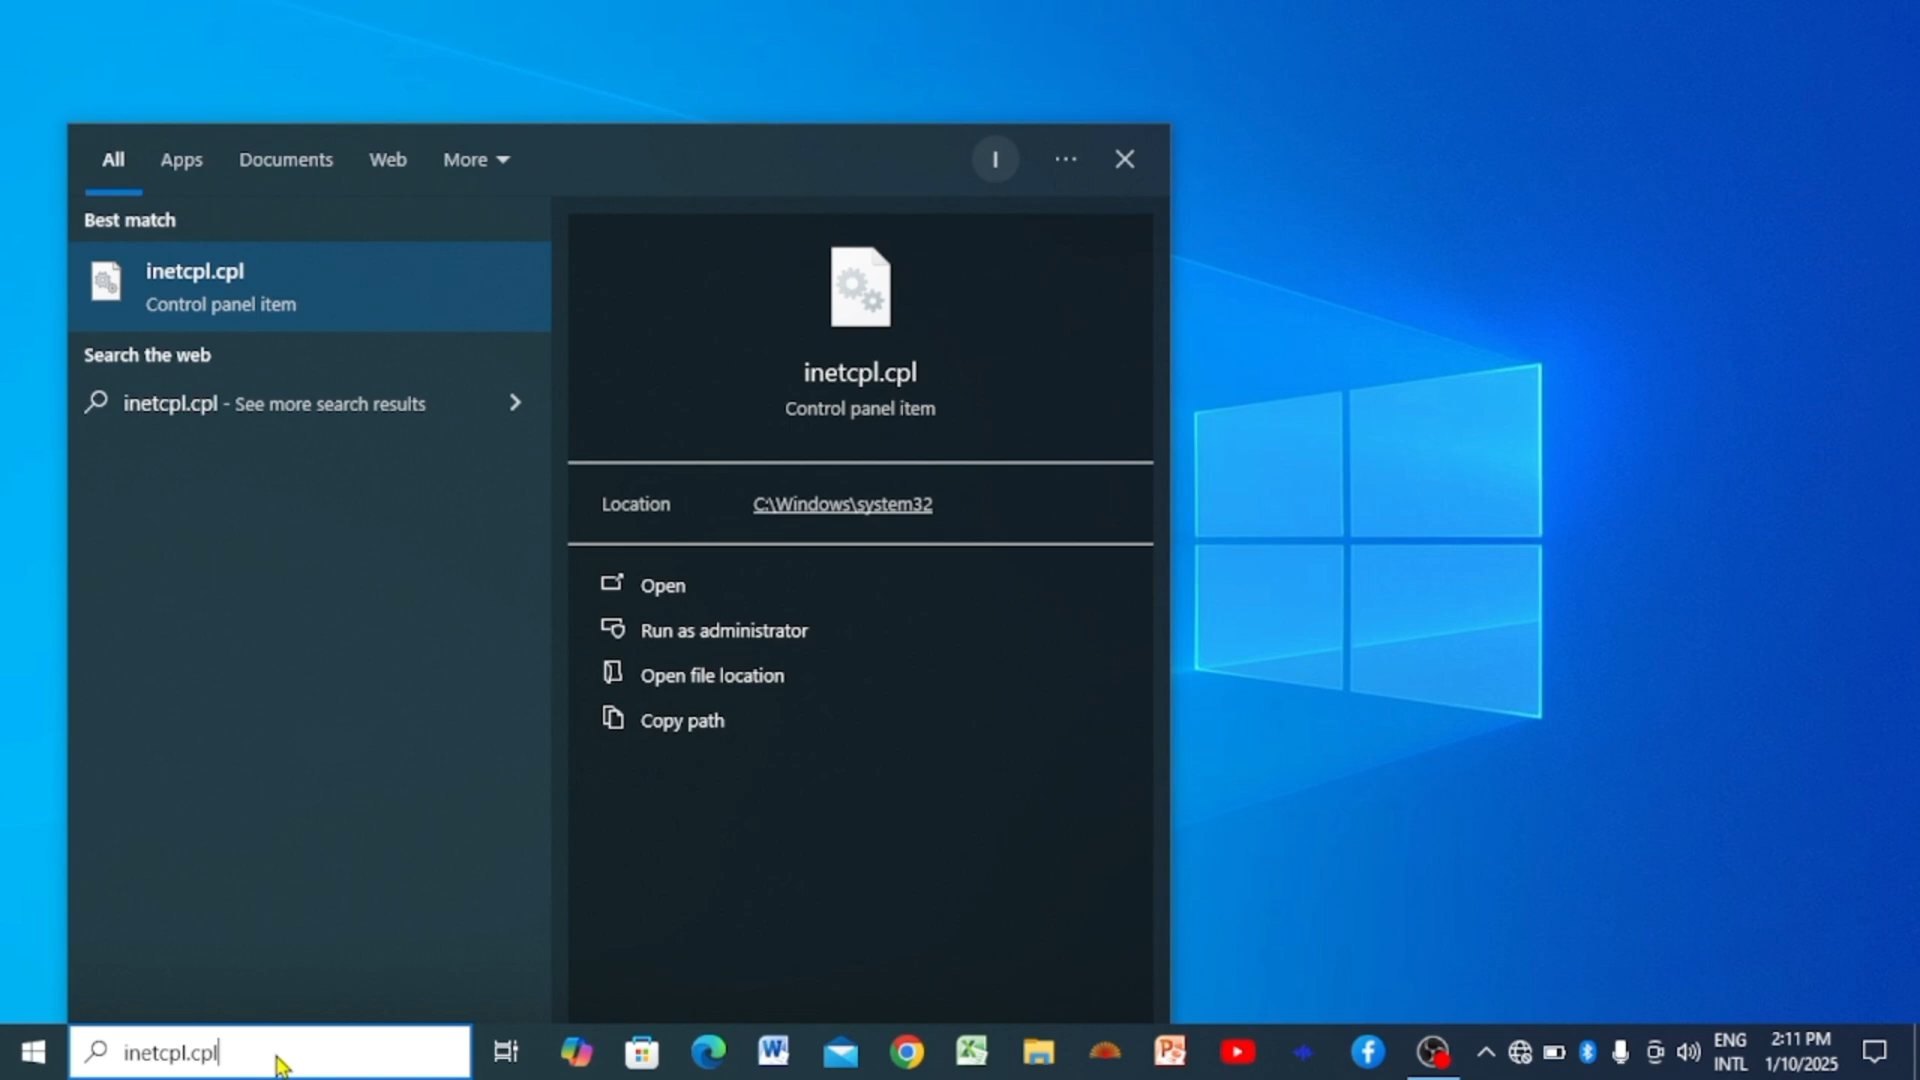 All Apps Documents Web More I
Best match
inetcpl.cpl
Control panel item
Search the web
inetcpl.cpl - See more search results
inetcpl.cpl
Control panel item
Location C:\Windows\system32
Open
Run as administrator
Open file location
Copy path
inetcpl.cpl
ENG
INTL
2:11 PM
1/10/2025